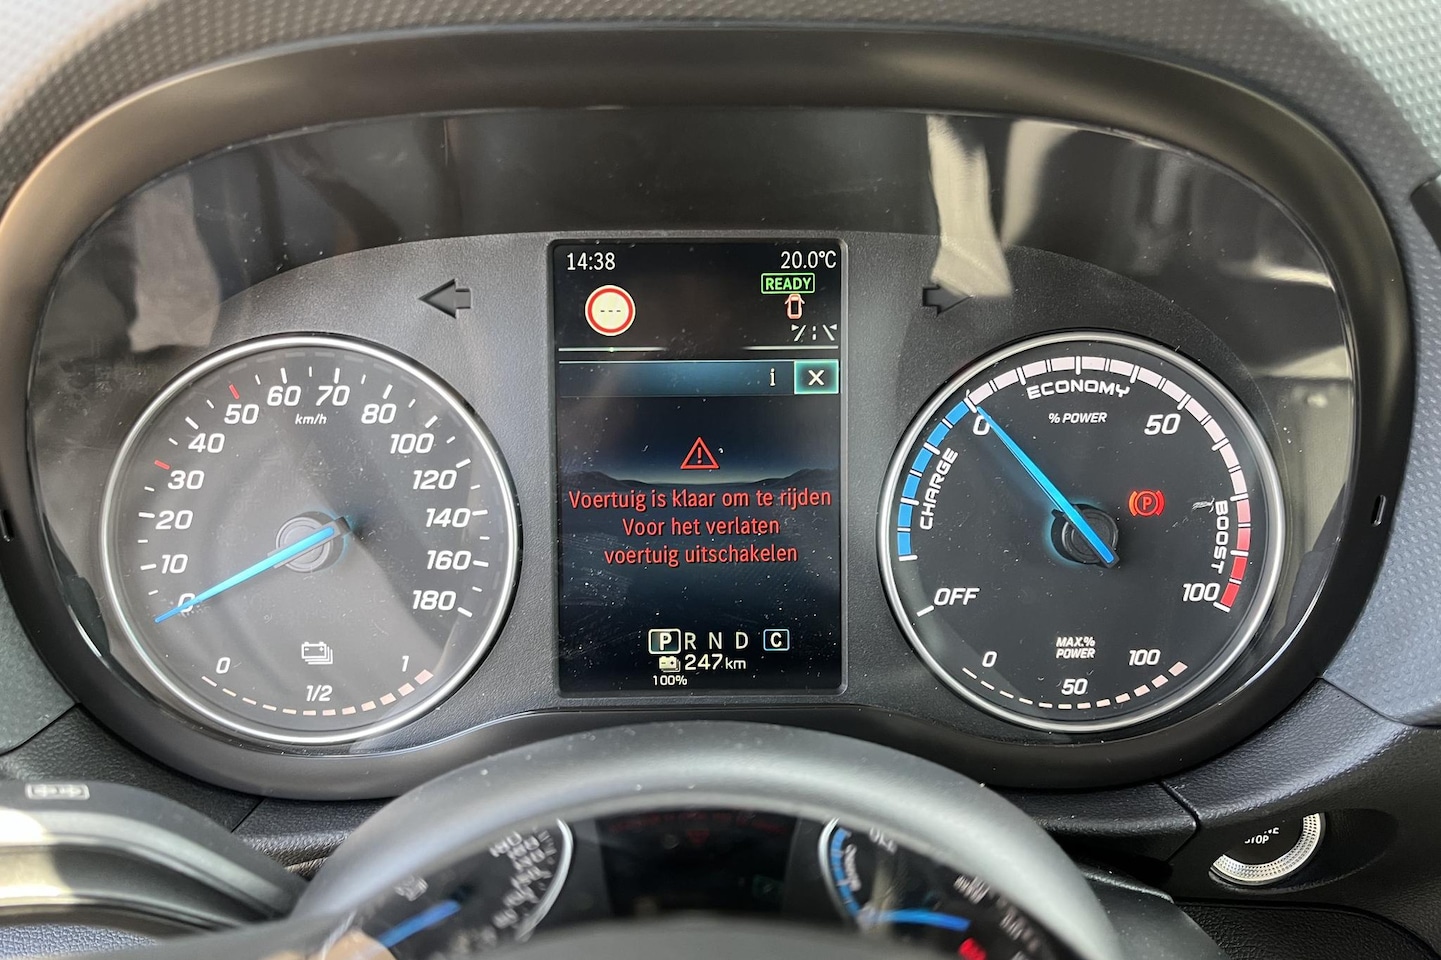 14:38 20.0°C
READY
---
i X
Voertuig is klaar om te rijden
Voor het verlaten
voertuig uitschakelen
P R N D C
247 km
100%
0 10 20 30 40 50 60 70 80 100 120 140 160 180
km/h
0 1/2 1
OFF CHARGE 0 ECONOMY 50 BOOST 100
% POWER
P
MAX.%
POWER
0 50 100
STOP